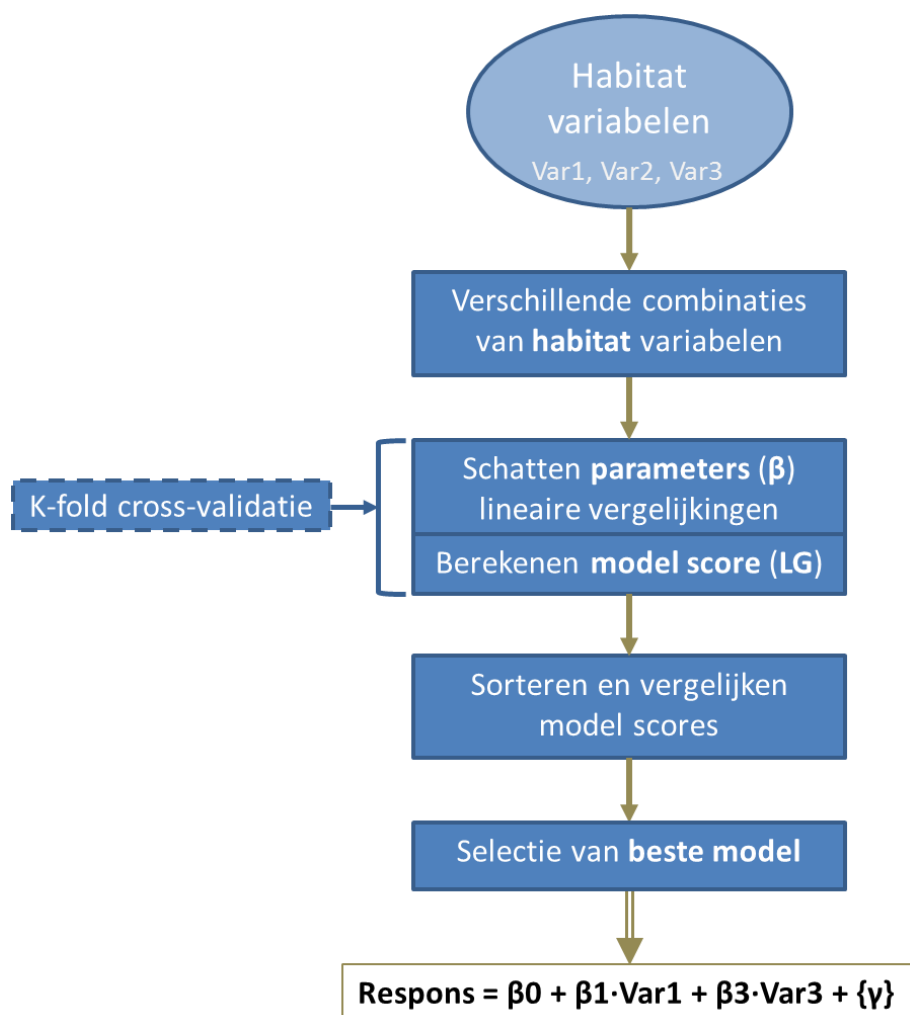 Habitat
variabelen
Var1, Var2, Var3
Verschillende combinaties
van habitat variabelen
K-fold cross-validatie
Schatten parameters (β)
lineaire vergelijkingen
Berekenen model score (LG)
Sorteren en vergelijken
model scores
Selectie van beste model
Respons = β0 + β1·Var1 + β3·Var3 + {γ}